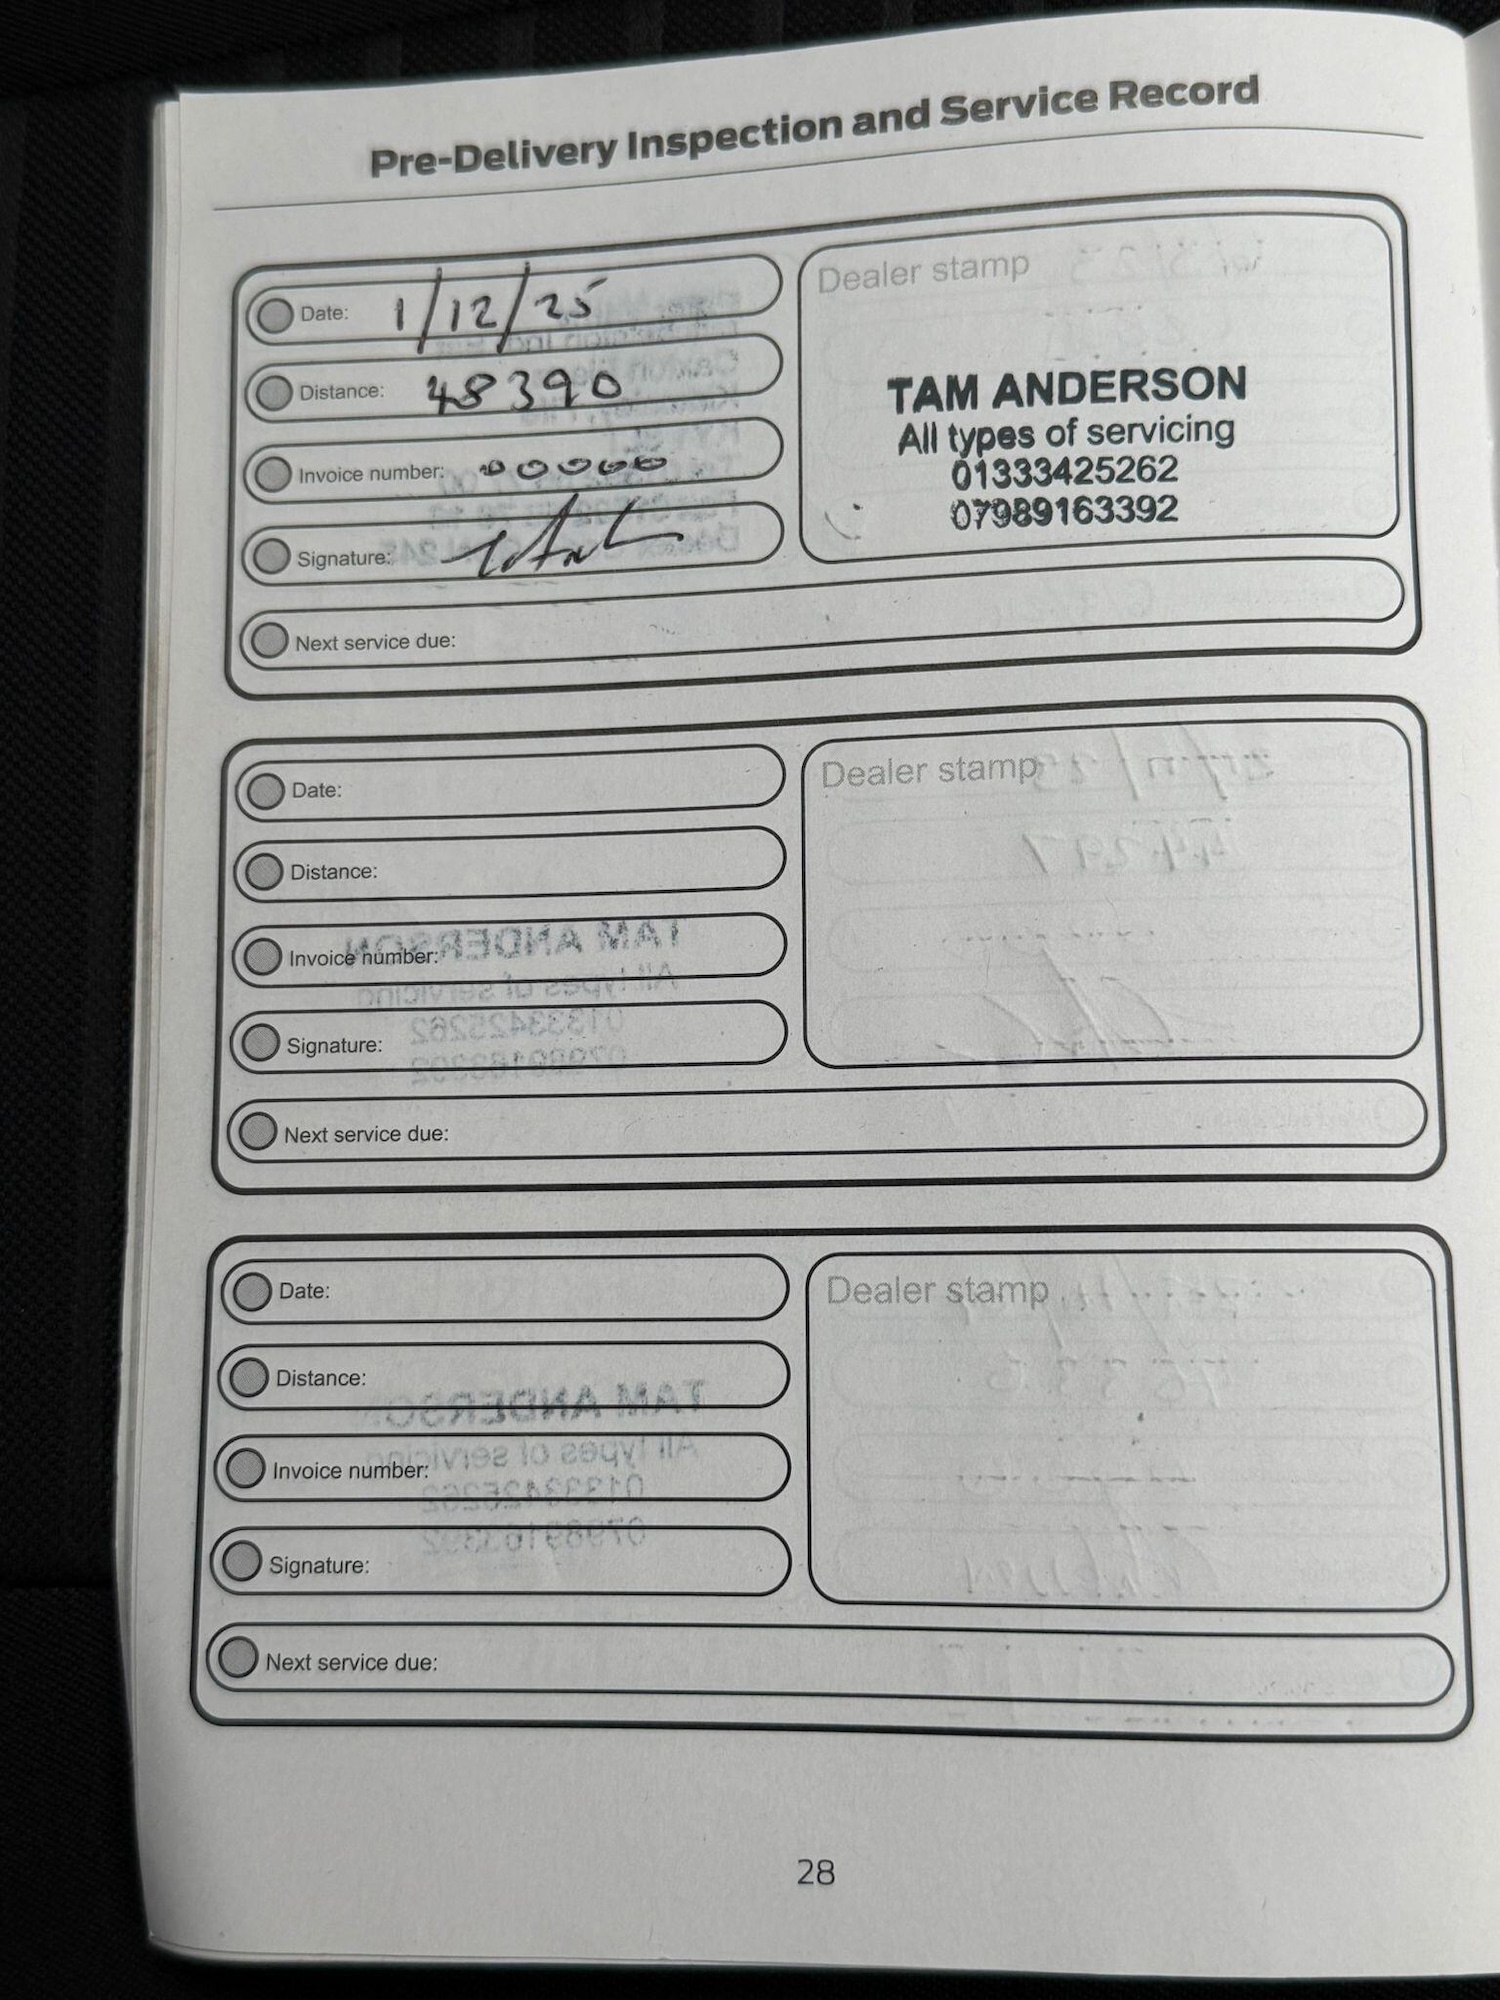 Pre-Delivery Inspection and Service Record
Date: 1/12/25
Distance: 48390
Invoice number: 00000
Signature:
Next service due:
Dealer stamp
TAM ANDERSON
All types of servicing
01333425262
07989163392
Date:
Distance:
Invoice number:
Signature:
Next service due:
Dealer stamp
Date:
Distance:
Invoice number:
Signature:
Next service due:
Dealer stamp
28